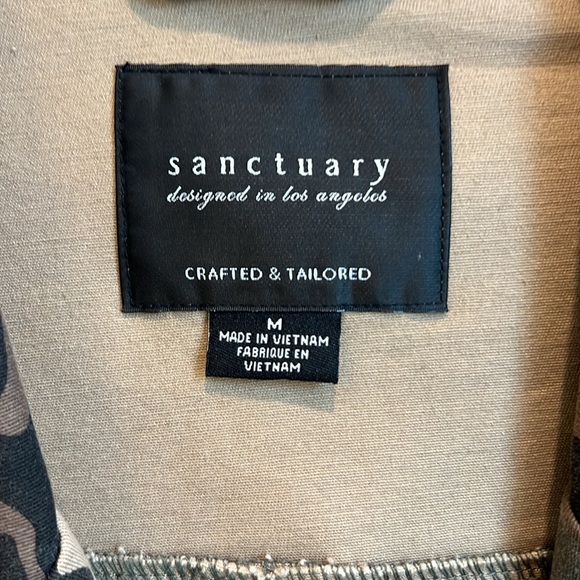 sanctuary
designed in los angeles
CRAFTED & TAILORED
M
MADE IN VIETNAM
FABRIQUE EN
VIETNAM